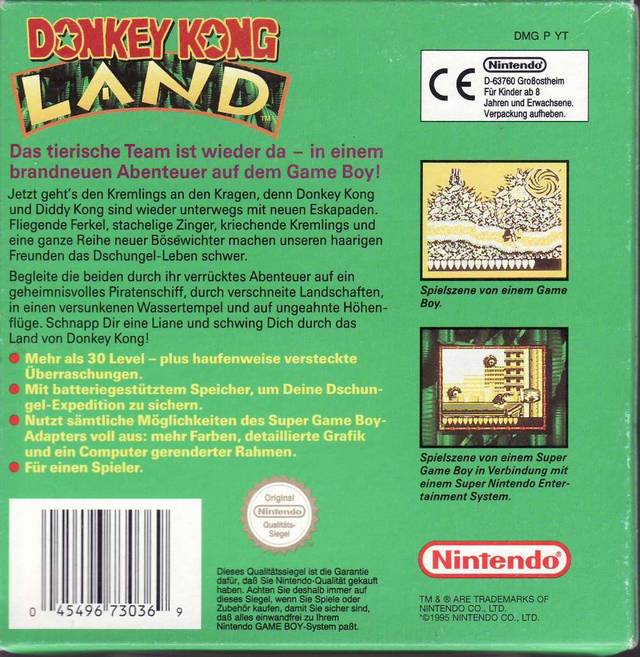 DONKEY KONG
LAND
TM
DMG P YT
Nintendo
D-63760 Großostheim
Für Kinder ab 8
Jahren und Erwachsene.
Verpackung aufheben.
CE
Das tierische Team ist wieder da – in einem
brandneuen Abenteuer auf dem Game Boy!
Jetzt geht's den Kremlings an den Kragen, denn Donkey Kong
und Diddy Kong sind wieder unterwegs mit neuen Eskapaden.
Fliegende Ferkel, stachelige Zinger, kriechende Kremlings und
eine ganze Reihe neuer Bösewichter machen unseren haarigen
Freunden das Dschungel-Leben schwer.
Begleite die beiden durch ihr verrücktes Abenteuer auf ein
geheimnisvolles Piratenschiff, durch verschneite Landschaften,
in einen versunkenen Wassertempel und auf ungeahnte Höhen-
flüge. Schnapp Dir eine Liane und schwing Dich durch das
Land von Donkey Kong!
Mehr als 30 Level – plus haufenweise versteckte
Überraschungen.
Mit batteriegestütztem Speicher, um Deine Dschun-
gel-Expedition zu sichern.
Nutzt sämtliche Möglichkeiten des Super Game Boy-
Adapters voll aus: mehr Farben, detaillierte Grafik
und ein Computer gerenderter Rahmen.
Für einen Spieler.
Spielszene von einem Game
Boy.
Spielszene von einem Super
Game Boy in Verbindung mit
einem Super Nintendo Enter-
tainment System.
0 45496 73036 9
Original
Nintendo
Qualitäts-
Siegel
Dieses Qualitätssiegel ist die Garantie
dafür, daß Sie Nintendo-Qualität gekauft
haben. Achten Sie deshalb immer auf
dieses Siegel, wenn Sie Spiele oder
Zubehör kaufen, damit Sie sicher sind,
daß alles einwandfrei zu Ihrem
Nintendo GAME BOY-System paßt.
Nintendo®
TM & ® ARE TRADEMARKS OF
NINTENDO CO., LTD.
©1995 NINTENDO CO., LTD.